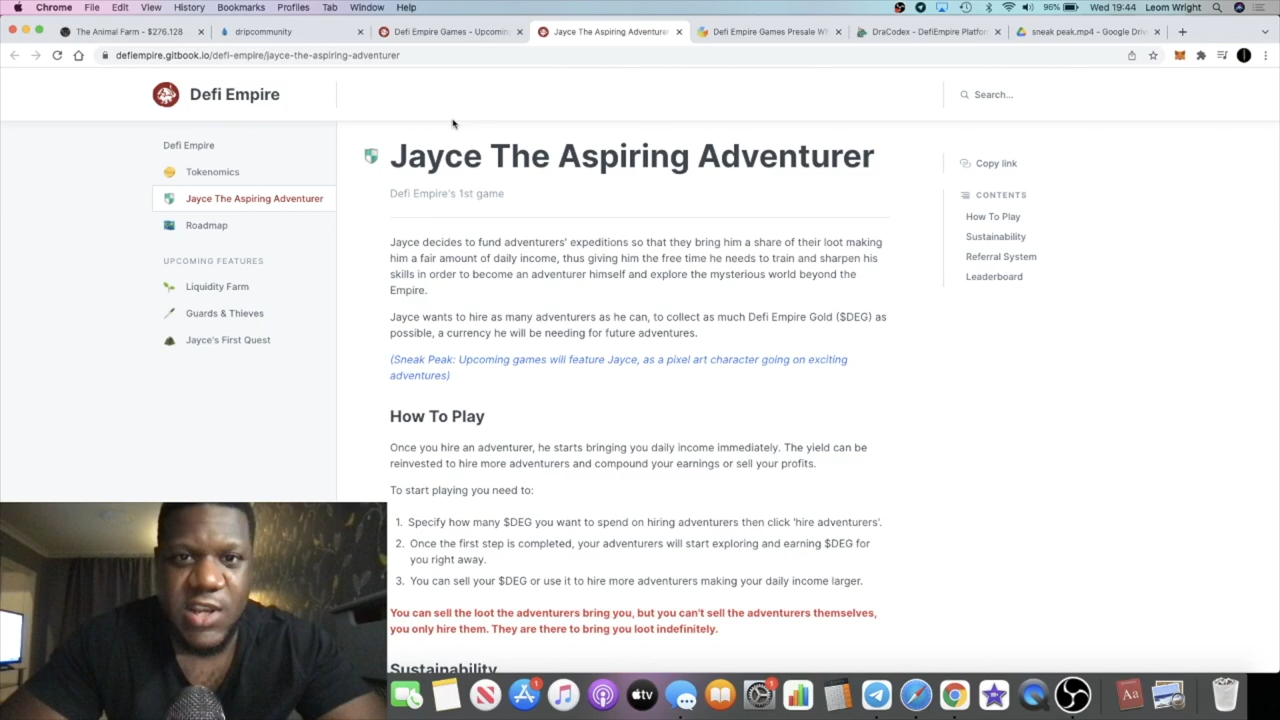 Chrome File Edit View History Bookmarks Profiles Tab Window Help 96% Wed 19:44 Leom Wright
The Animal Farm - $276.128 dripcommunity Defi Empire Games - Upcomin Jayce The Aspiring Adventurer Defi Empire Games Presale W DraCodex - DefiEmpire Platfor sneak peak.mp4 - Google Driv
defiempire.gitbook.io/defi-empire/jayce-the-aspiring-adventurer
Defi Empire
Search...
Defi Empire
Tokenomics
Jayce The Aspiring Adventurer
Roadmap
UPCOMING FEATURES
Liquidity Farm
Guards & Thieves
Jayce's First Quest
Jayce The Aspiring Adventurer
Defi Empire's 1st game
Jayce decides to fund adventurers' expeditions so that they bring him a share of their loot making
him a fair amount of daily income, thus giving him the free time he needs to train and sharpen his
skills in order to become an adventurer himself and explore the mysterious world beyond the
Empire.
Jayce wants to hire as many adventurers as he can, to collect as much Defi Empire Gold ($DEG) as
possible, a currency he will be needing for future adventures.
(Sneak Peak: Upcoming games will feature Jayce, as a pixel art character going on exciting
adventures)
How To Play
Once you hire an adventurer, he starts bringing you daily income immediately. The yield can be
reinvested to hire more adventurers and compound your earnings or sell your profits.
To start playing you need to:
1. Specify how many $DEG you want to spend on hiring adventurers then click 'hire adventurers'.
2. Once the first step is completed, your adventurers will start exploring and earning $DEG for
you right away.
3. You can sell your $DEG or use it to hire more adventurers making your daily income larger.
You can sell the loot the adventurers bring you, but you can't sell the adventurers themselves,
you only hire them. They are there to bring you loot indefinitely.
Sustainability
Copy link
CONTENTS
How To Play
Sustainability
Referral System
Leaderboard
tv
Aa